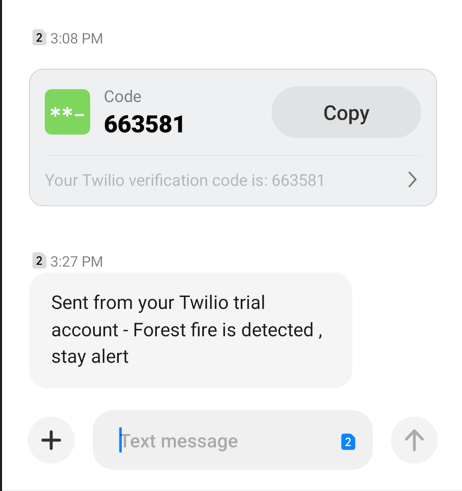 2 3:08 PM
**-
Code
663581
Copy
Your Twilio verification code is: 663581
2 3:27 PM
Sent from your Twilio trial
account - Forest fire is detected ,
stay alert
Text message
2